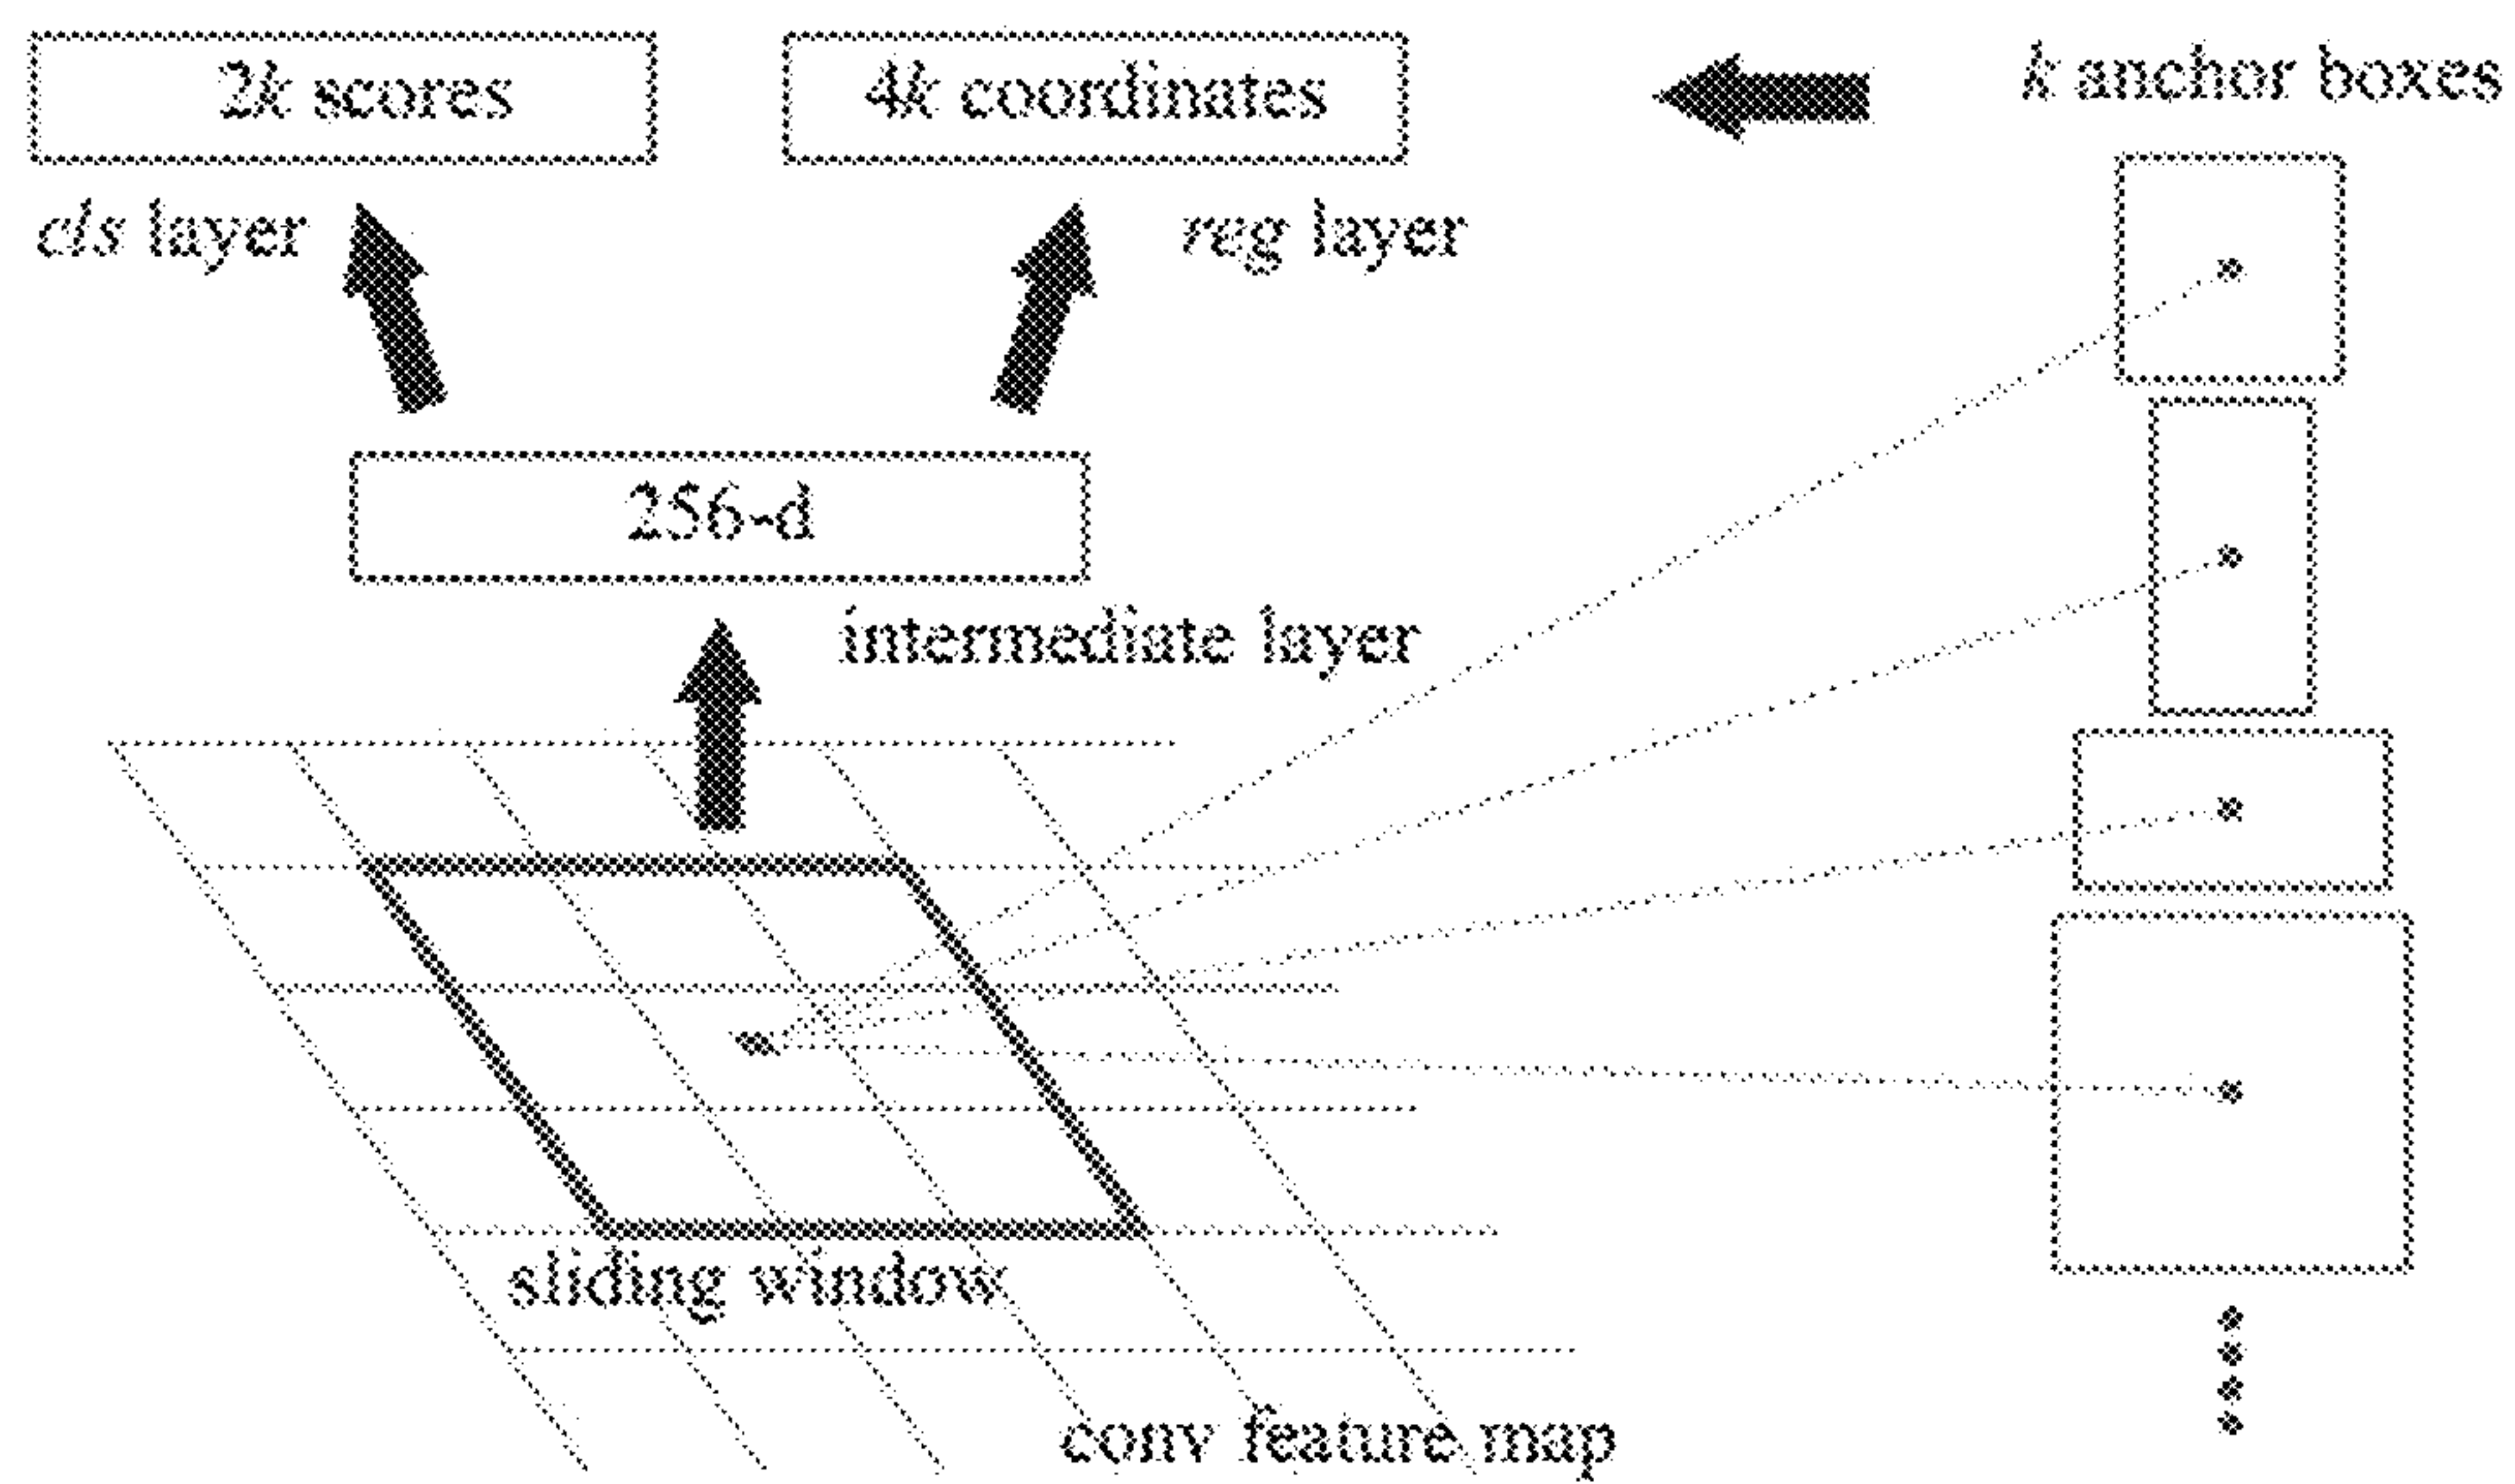 2k scores
4k coordinates
k anchor boxes
cls layer
reg layer
256-d
intermediate layer
sliding window
conv feature map